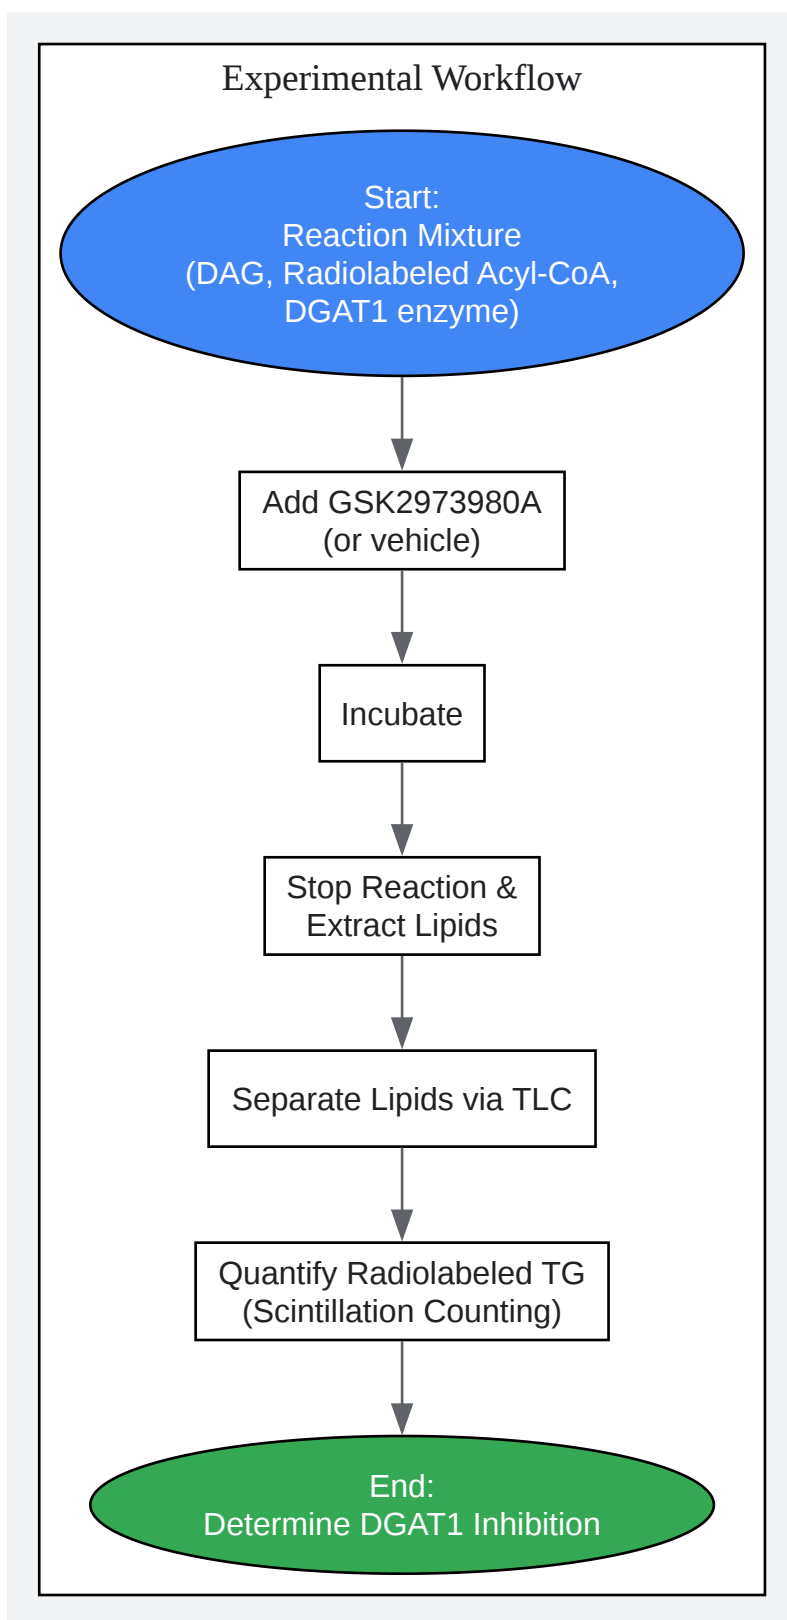 Experimental Workflow
Start:
Reaction Mixture
(DAG, Radiolabeled Acyl-CoA,
DGAT1 enzyme)
Add GSK2973980A
(or vehicle)
Incubate
Stop Reaction &
Extract Lipids
Separate Lipids via TLC
Quantify Radiolabeled TG
(Scintillation Counting)
End:
Determine DGAT1 Inhibition